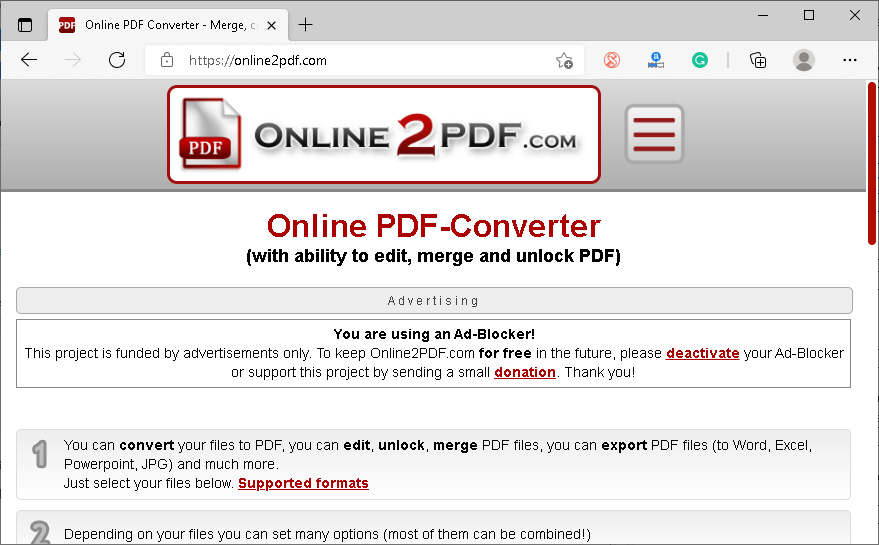 PDF Online PDF Converter - Merge, c
https://online2pdf.com
a
G
PDF ONLINE2PDF.COM
Online PDF-Converter
(with ability to edit, merge and unlock PDF)
Advertising
You are using an Ad-Blocker!
This project is funded by advertisements only. To keep Online2PDF.com for free in the future, please deactivate your Ad-Blocker
or support this project by sending a small donation. Thank you!
1 You can convert your files to PDF, you can edit, unlock, merge PDF files, you can export PDF files (to Word, Excel,
Powerpoint, JPG) and much more.
Just select your files below. Supported formats
2 Depending on your files you can set many options (most of them can be combined!)